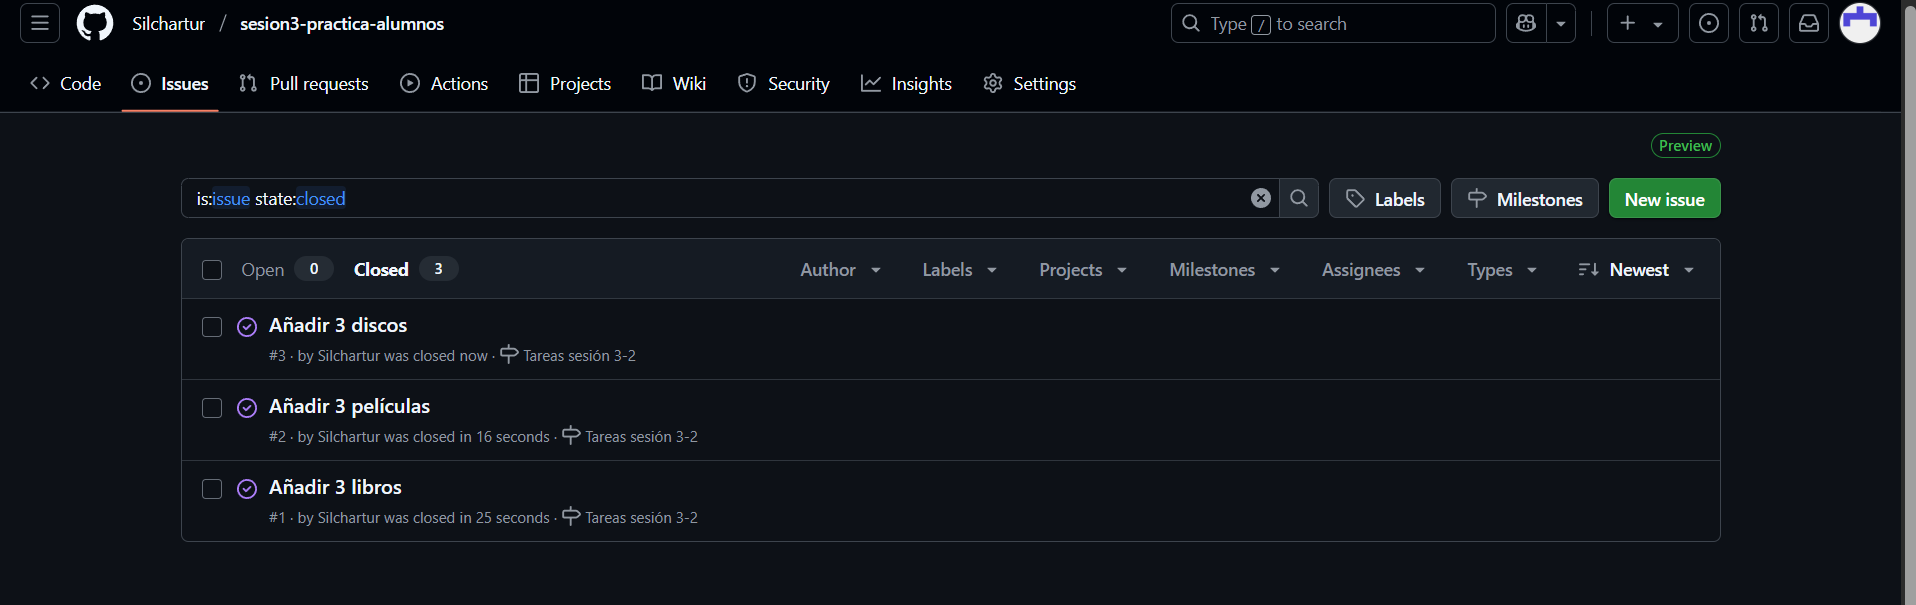 Silchartur / sesion3-practica-alumnos
Type / to search
Code Issues Pull requests Actions Projects Wiki Security Insights Settings
Preview
is:issue state:closed
Labels Milestones New issue
Open 0 Closed 3 Author Labels Projects Milestones Assignees Types Newest
Añadir 3 discos
#3 · by Silchartur was closed now · Tareas sesión 3-2
Añadir 3 películas
#2 · by Silchartur was closed in 16 seconds · Tareas sesión 3-2
Añadir 3 libros
#1 · by Silchartur was closed in 25 seconds · Tareas sesión 3-2